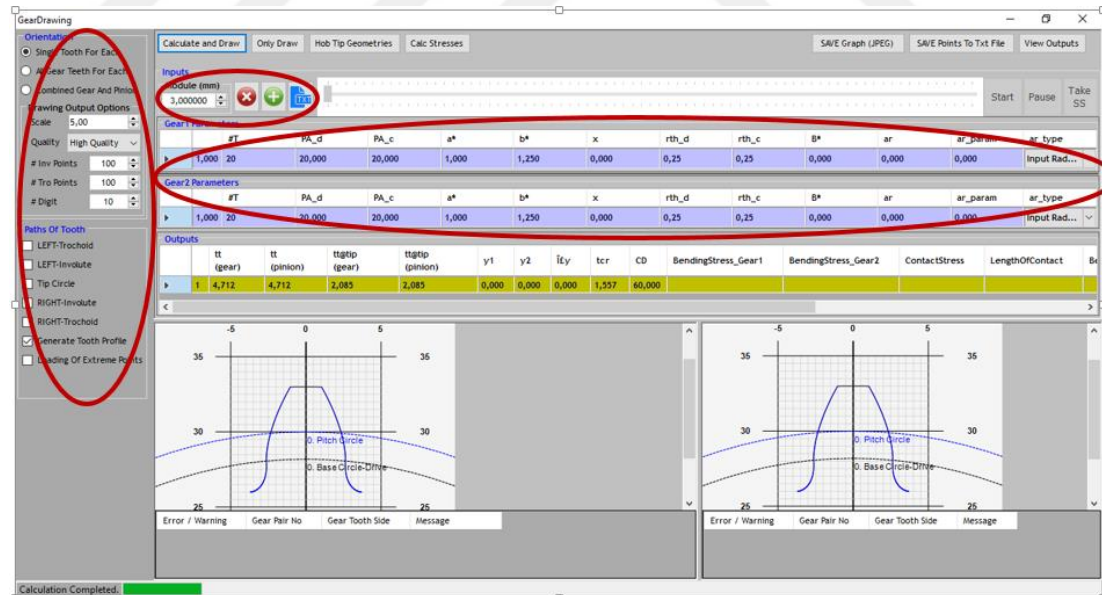 GearDrawing
Orientation
Single Tooth For Each
All Gear Teeth For Each
Combined Gear And Pinion
Drawing Output Options
Scale 5,00
Quality High Quality
# Inv Points 100
# Tro Points 100
# Digit 10
Paths Of Tooth
LEFT-Trochoid
LEFT-Involute
Tip Circle
RIGHT-Involute
RIGHT-Trochoid
Generate Tooth Profile
Loading Of Extreme Points
Calculate and Draw Only Draw Hob Tip Geometries Calc Stresses SAVE Graph (JPEG) SAVE Points To Txt File View Outputs
Inputs
Module (mm)
3,000000 TXT Start Pause Take SS
Gear1 Parameters
#T PA_d PA_c a* b* x rth_d rth_c B* ar ar_param ar_type
1,000 20 20,000 20,000 1,000 1,250 0,000 0,25 0,25 0,000 0,000 0,000 Input Rad...
Gear2 Parameters
#T PA_d PA_c a* b* x rth_d rth_c B* ar ar_param ar_type
1,000 20 20,000 20,000 1,000 1,250 0,000 0,25 0,25 0,000 0,000 0,000 Input Rad...
Outputs
tt (gear) tt (pinion) tt@tip (gear) tt@tip (pinion) y1 y2 Î£y tcr CD BendingStress_Gear1 BendingStress_Gear2 ContactStress LengthOfContact Be
1 4,712 4,712 2,085 2,085 0,000 0,000 0,000 1,557 60,000
-5 0 5
35 35
30 30
0. Pitch Circle
0. Base Circle-Drive
25 25
Error / Warning Gear Pair No Gear Tooth Side Message
-5 0 5
35 35
30 30
0. Pitch Circle
0. Base Circle-Drive
25 25
Error / Warning Gear Pair No Gear Tooth Side Message
Calculation Completed.